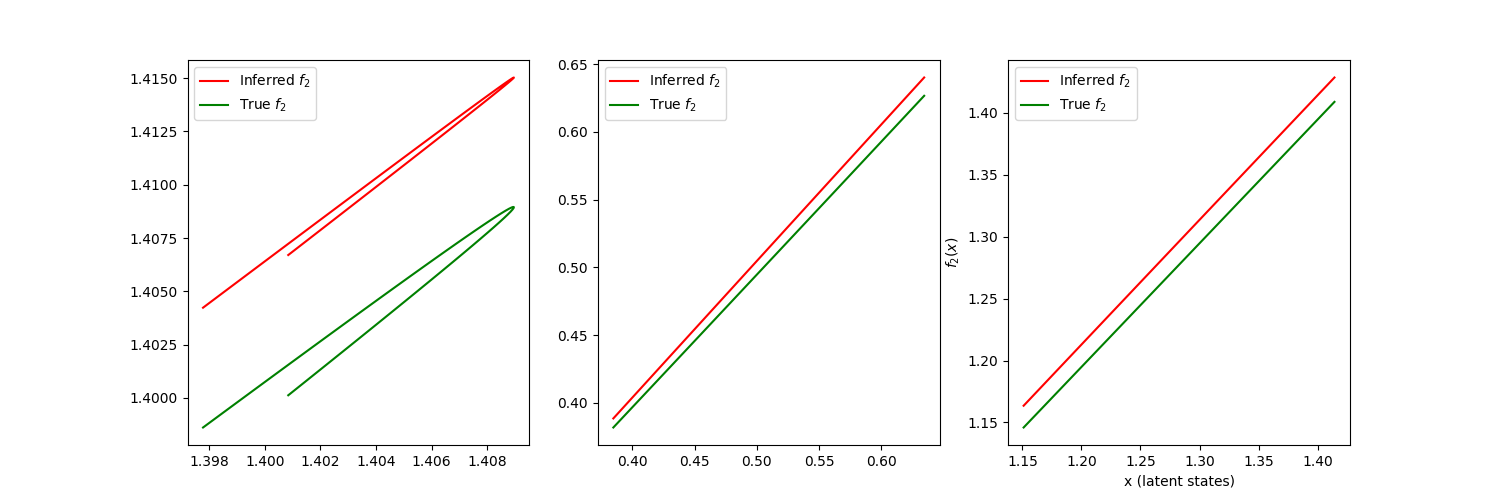 Inferred f₂
True f₂
1.4150
1.4125
1.4100
1.4075
1.4050
1.4025
1.4000
1.398 1.400 1.402 1.404 1.406 1.408
Inferred f₂
True f₂
0.65
0.60
0.55
0.50
0.45
0.40
0.40 0.45 0.50 0.55 0.60
Inferred f₂
True f₂
f₂(x)
1.40
1.35
1.30
1.25
1.20
1.15
1.15 1.20 1.25 1.30 1.35 1.40
x (latent states)